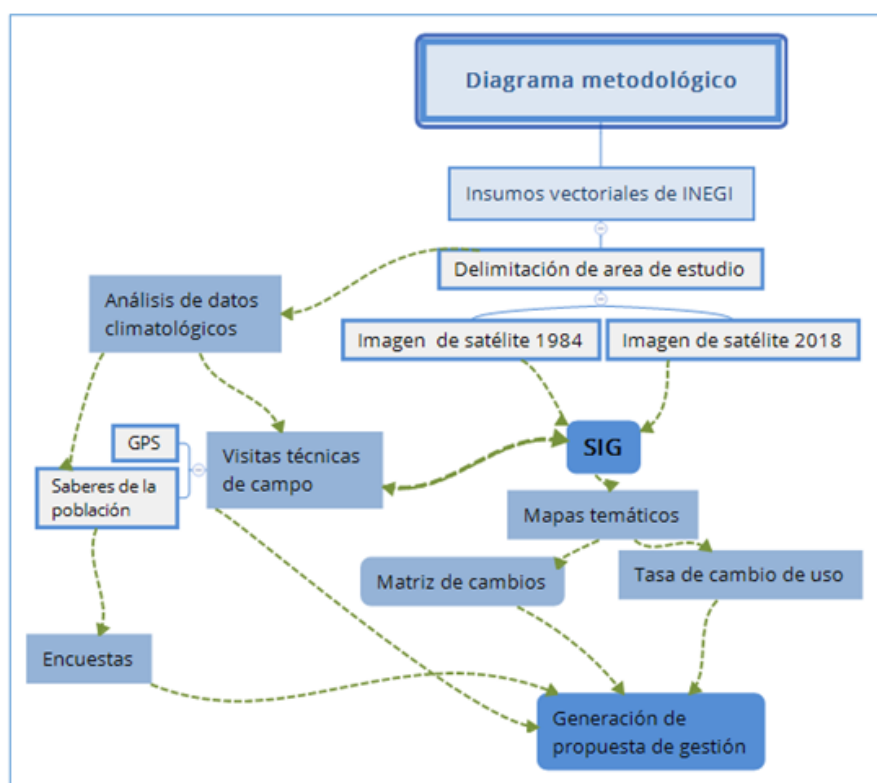 Diagrama metodológico
Insumos vectoriales de INEGI
Delimitación de area de estudio
Análisis de datos
climatológicos
Imagen de satélite 1984
Imagen de satélite 2018
GPS
Saberes de la
población
Visitas técnicas
de campo
SIG
Mapas temáticos
Matriz de cambios
Tasa de cambio de uso
Encuestas
Generación de
propuesta de gestión